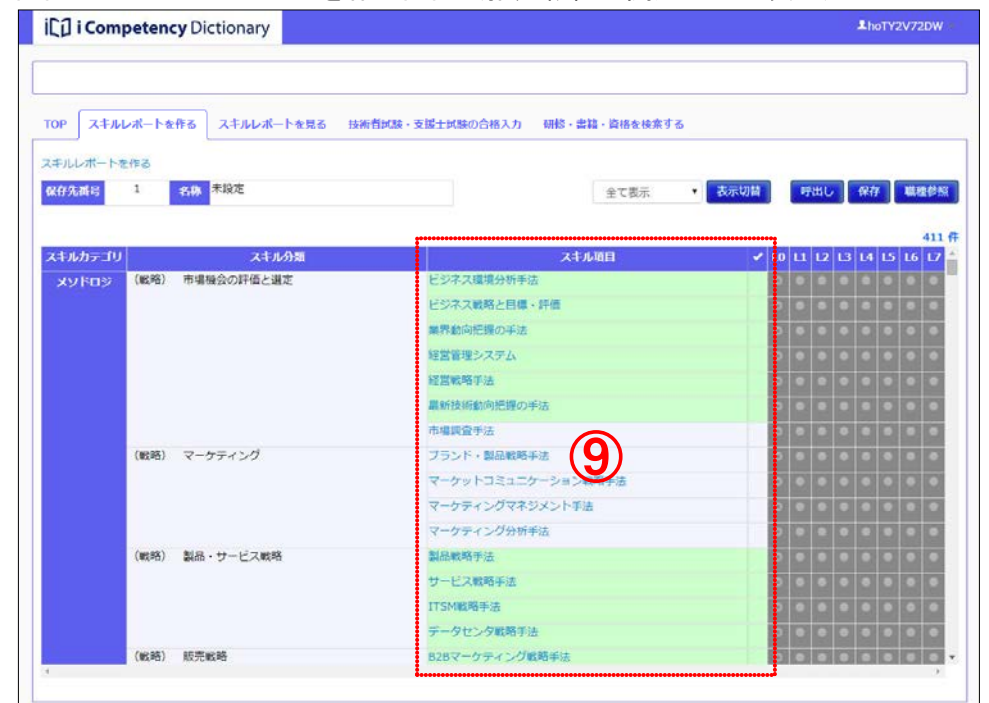 i Competency Dictionary
hoTY2V72DW
TOP スキルレポートを作る スキルレポートを見る 技術者試験・支援士試験の合格入力 研修・書籍・資格を検索する
スキルレポートを作る
保存先番号 1 名称 未設定 全て表示 表示切替 呼出し 保存 職種参照
411 件
スキルカテゴリ スキル分類 スキル項目 ✔ L0 L1 L2 L3 L4 L5 L6 L7
メソドロジ (戦略) 市場機会の評価と選定 ビジネス環境分析手法
ビジネス戦略と目標・評価
業界動向把握の手法
経営管理システム
経営戦略手法
最新技術動向把握の手法
市場調査手法
(戦略) マーケティング ブランド・製品戦略手法
⑨
マーケットコミュニケーション戦略手法
マーケティングマネジメント手法
マーケティング分析手法
(戦略) 製品・サービス戦略 製品戦略手法
サービス戦略手法
ITSM戦略手法
データセンタ戦略手法
(戦略) 販売戦略 B2Bマーケティング戦略手法